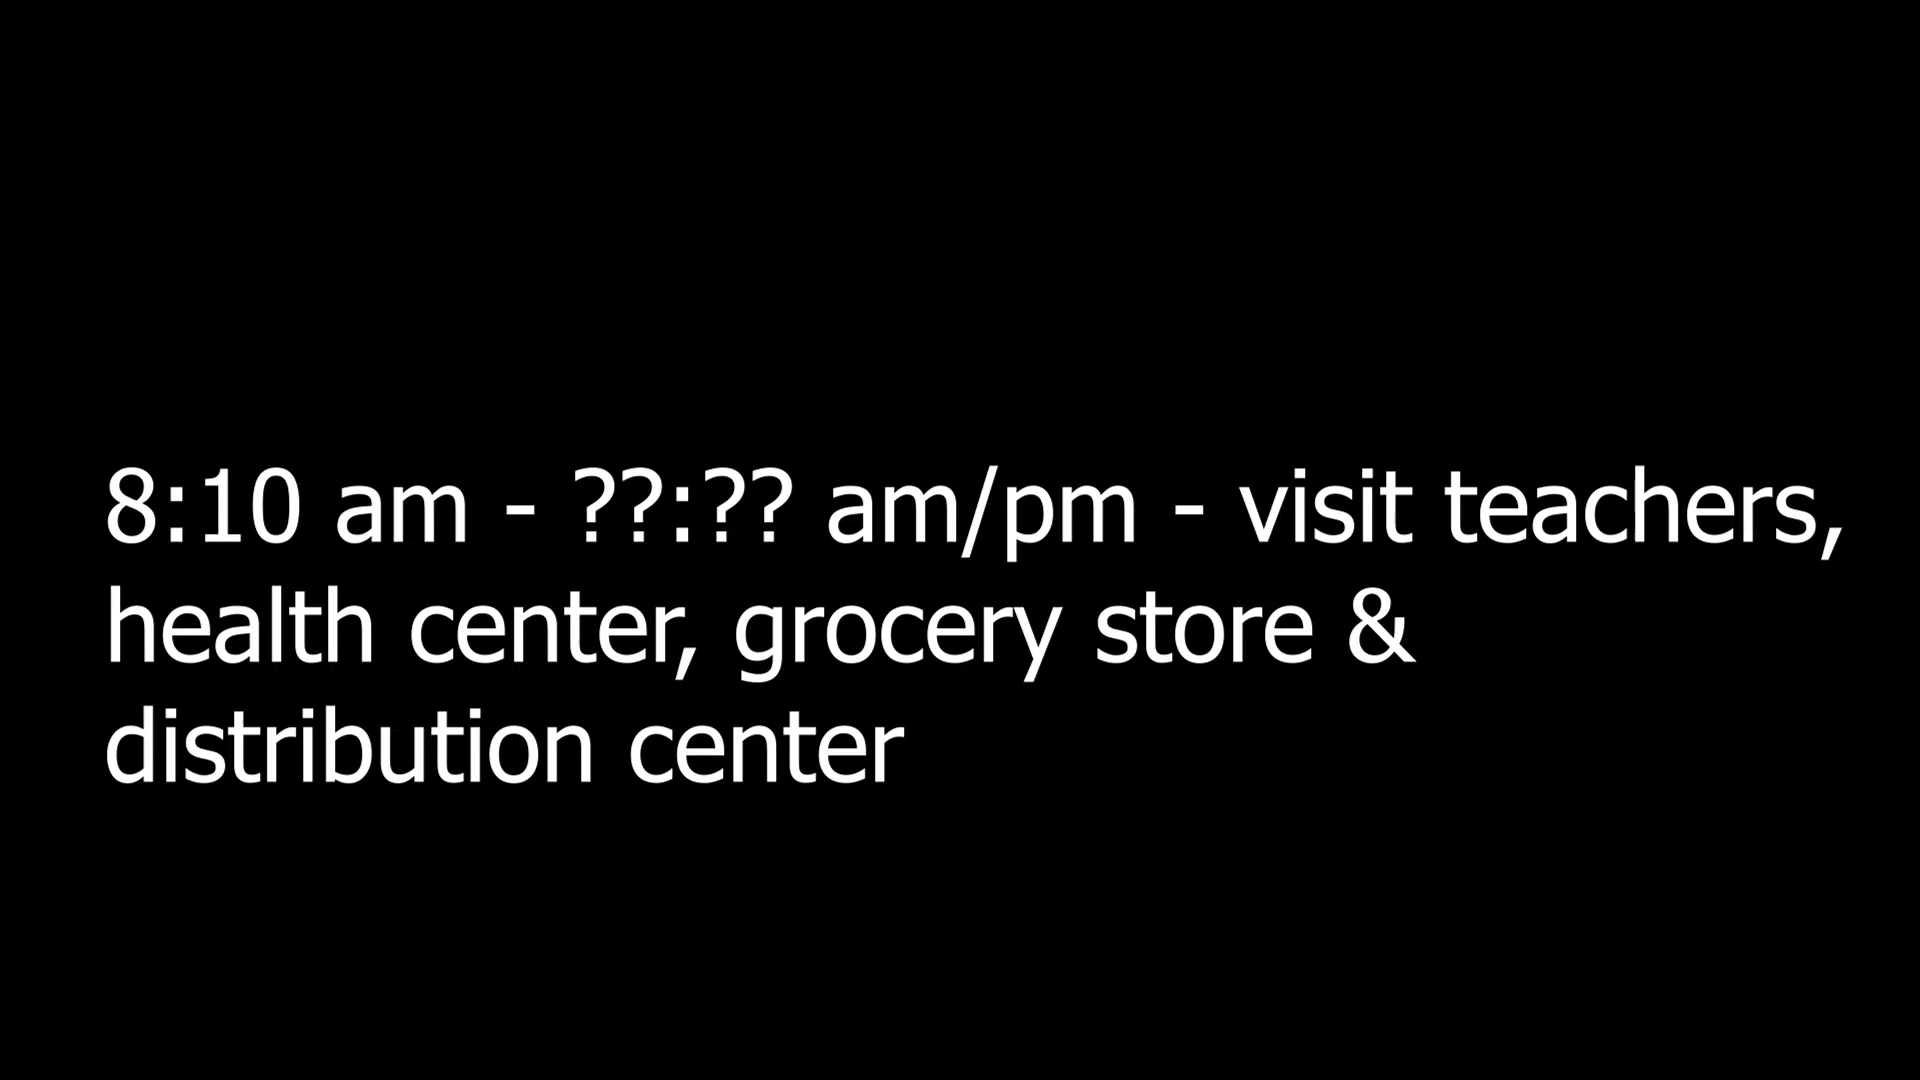 8:10 am - ??:?? am/pm - visit teachers,
health center, grocery store &
distribution center